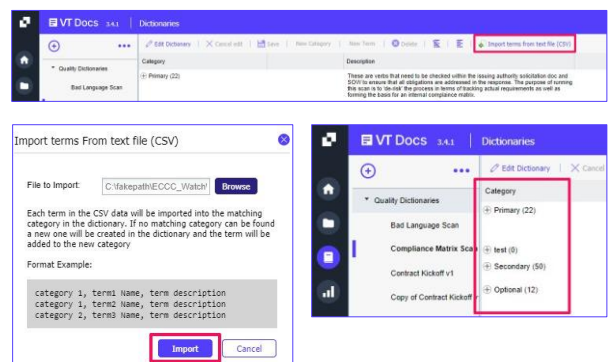 VT Docs 3.4.1 | Dictionaries
Edit Dictionary | Cancel edit | Save | New Category | New Term | Delete | Import terms from text file (CSV)
Category Description
Quality Dictionaries
Primary (22)
These are verbs that need to be checked within the issuing authority solicitation doc and
SOW to ensure that all obligations are addressed in the response. The purpose of running
this scan is to 'de-risk' the process in terms of tracking actual requirements as well as
forming the basis for an internal compliance matrix.
Bad Language Scan
Import terms From text file (CSV)
File to Import: C:\fakepath\ECCC_Watch Browse
Each term in the CSV data will be imported into the matching
category in the dictionary. If no matching category can be found
a new one will be created in the dictionary and the term will be
added to the new category
Format Example:
category 1, term1 Name, term description
category 1, term2 Name, term description
category 2, term3 Name, term description
Import Cancel
VT Docs 3.4.1 | Dictionaries
Edit Dictionary | Cancel
Category
Quality Dictionaries
Primary (22)
Bad Language Scan
Compliance Matrix Scan
test (0)
Secondary (50)
Contract Kickoff v1
Optional (12)
Copy of Contract Kickoff